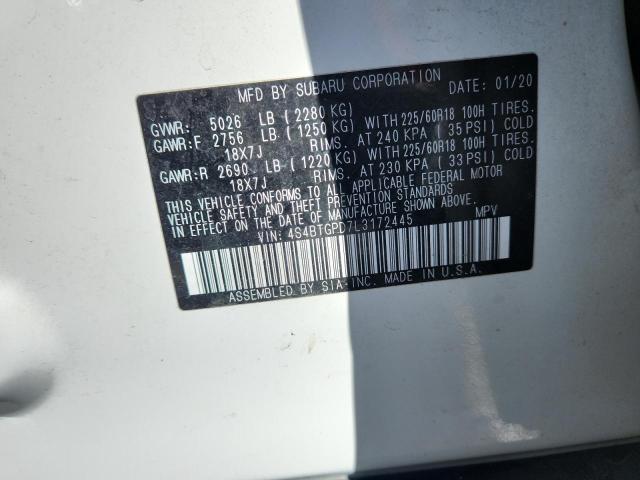 MFD BY SUBARU CORPORATION DATE: 01/20
GVWR: 5026 LB (2280 KG)
GAWR:F 2756 LB (1250 KG) WITH 225/60R18 100H TIRES.
18X7J RIMS. AT 240 KPA (35 PSI) COLD
GAWR:R 2690 LB (1220 KG) WITH 225/60R18 100H TIRES.
18X7J RIMS. AT 230 KPA (33 PSI) COLD
THIS VEHICLE CONFORMS TO ALL APPLICABLE FEDERAL MOTOR
VEHICLE SAFETY AND THEFT PREVENTION STANDARDS
IN EFFECT ON THE DATE OF MANUFACTURE SHOWN ABOVE.
VIN: 4S4BTGPD7L3172445 MPV
ASSEMBLED BY SIA-INC. MADE IN U.S.A.